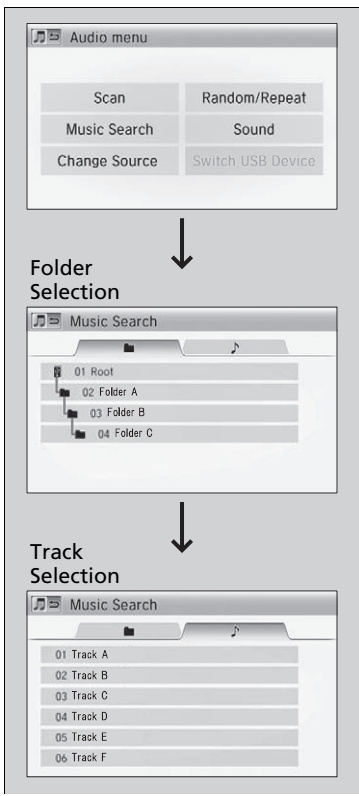 Audio menu
Scan Random/Repeat
Music Search Sound
Change Source Switch USB Device
Folder
Selection
Music Search
01 Root
02 Folder A
03 Folder B
04 Folder C
Track
Selection
Music Search
01 Track A
02 Track B
03 Track C
04 Track D
05 Track E
06 Track F